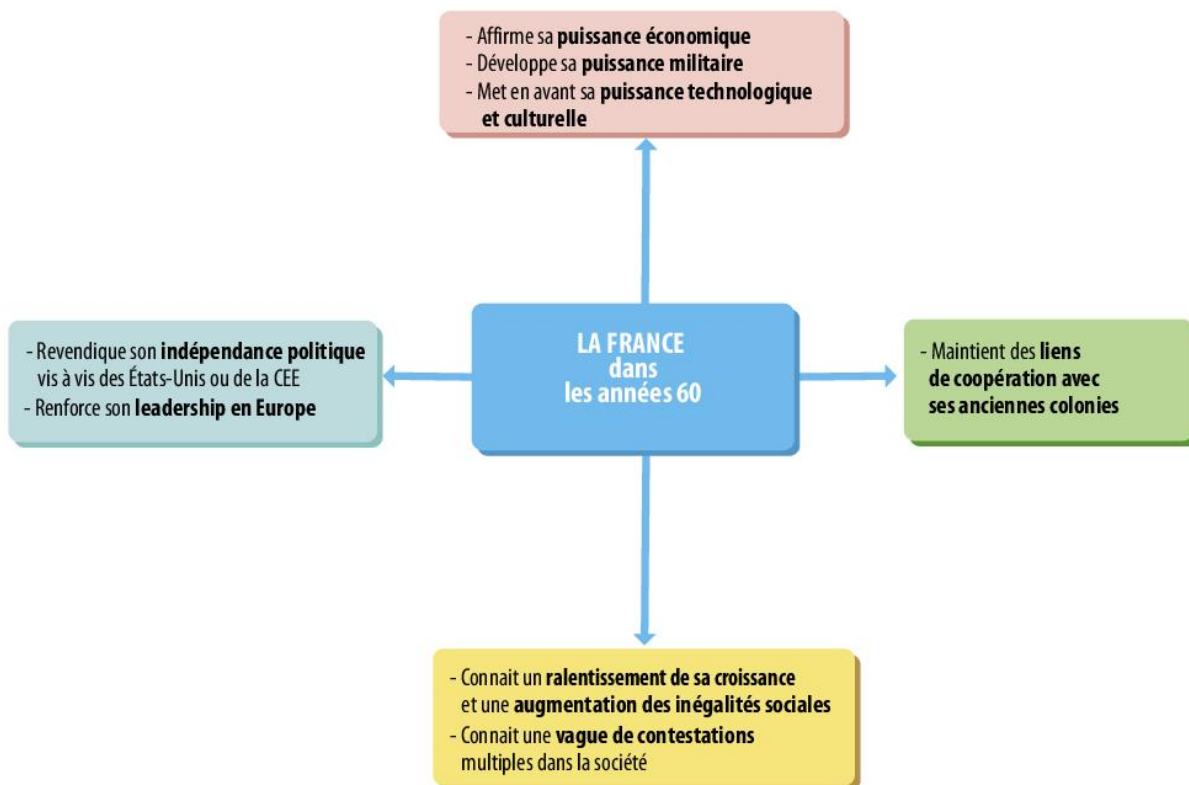 - Affirme sa puissance économique
- Développe sa puissance militaire
- Met en avant sa puissance technologique
et culturelle
- Revendique son indépendance politique
vis à vis des États-Unis ou de la CEE
- Renforce son leadership en Europe
LA FRANCE
dans
les années 60
- Maintient des liens
de coopération avec
ses anciennes colonies
- Connait un ralentissement de sa croissance
et une augmentation des inégalités sociales
- Connait une vague de contestations
multiples dans la société